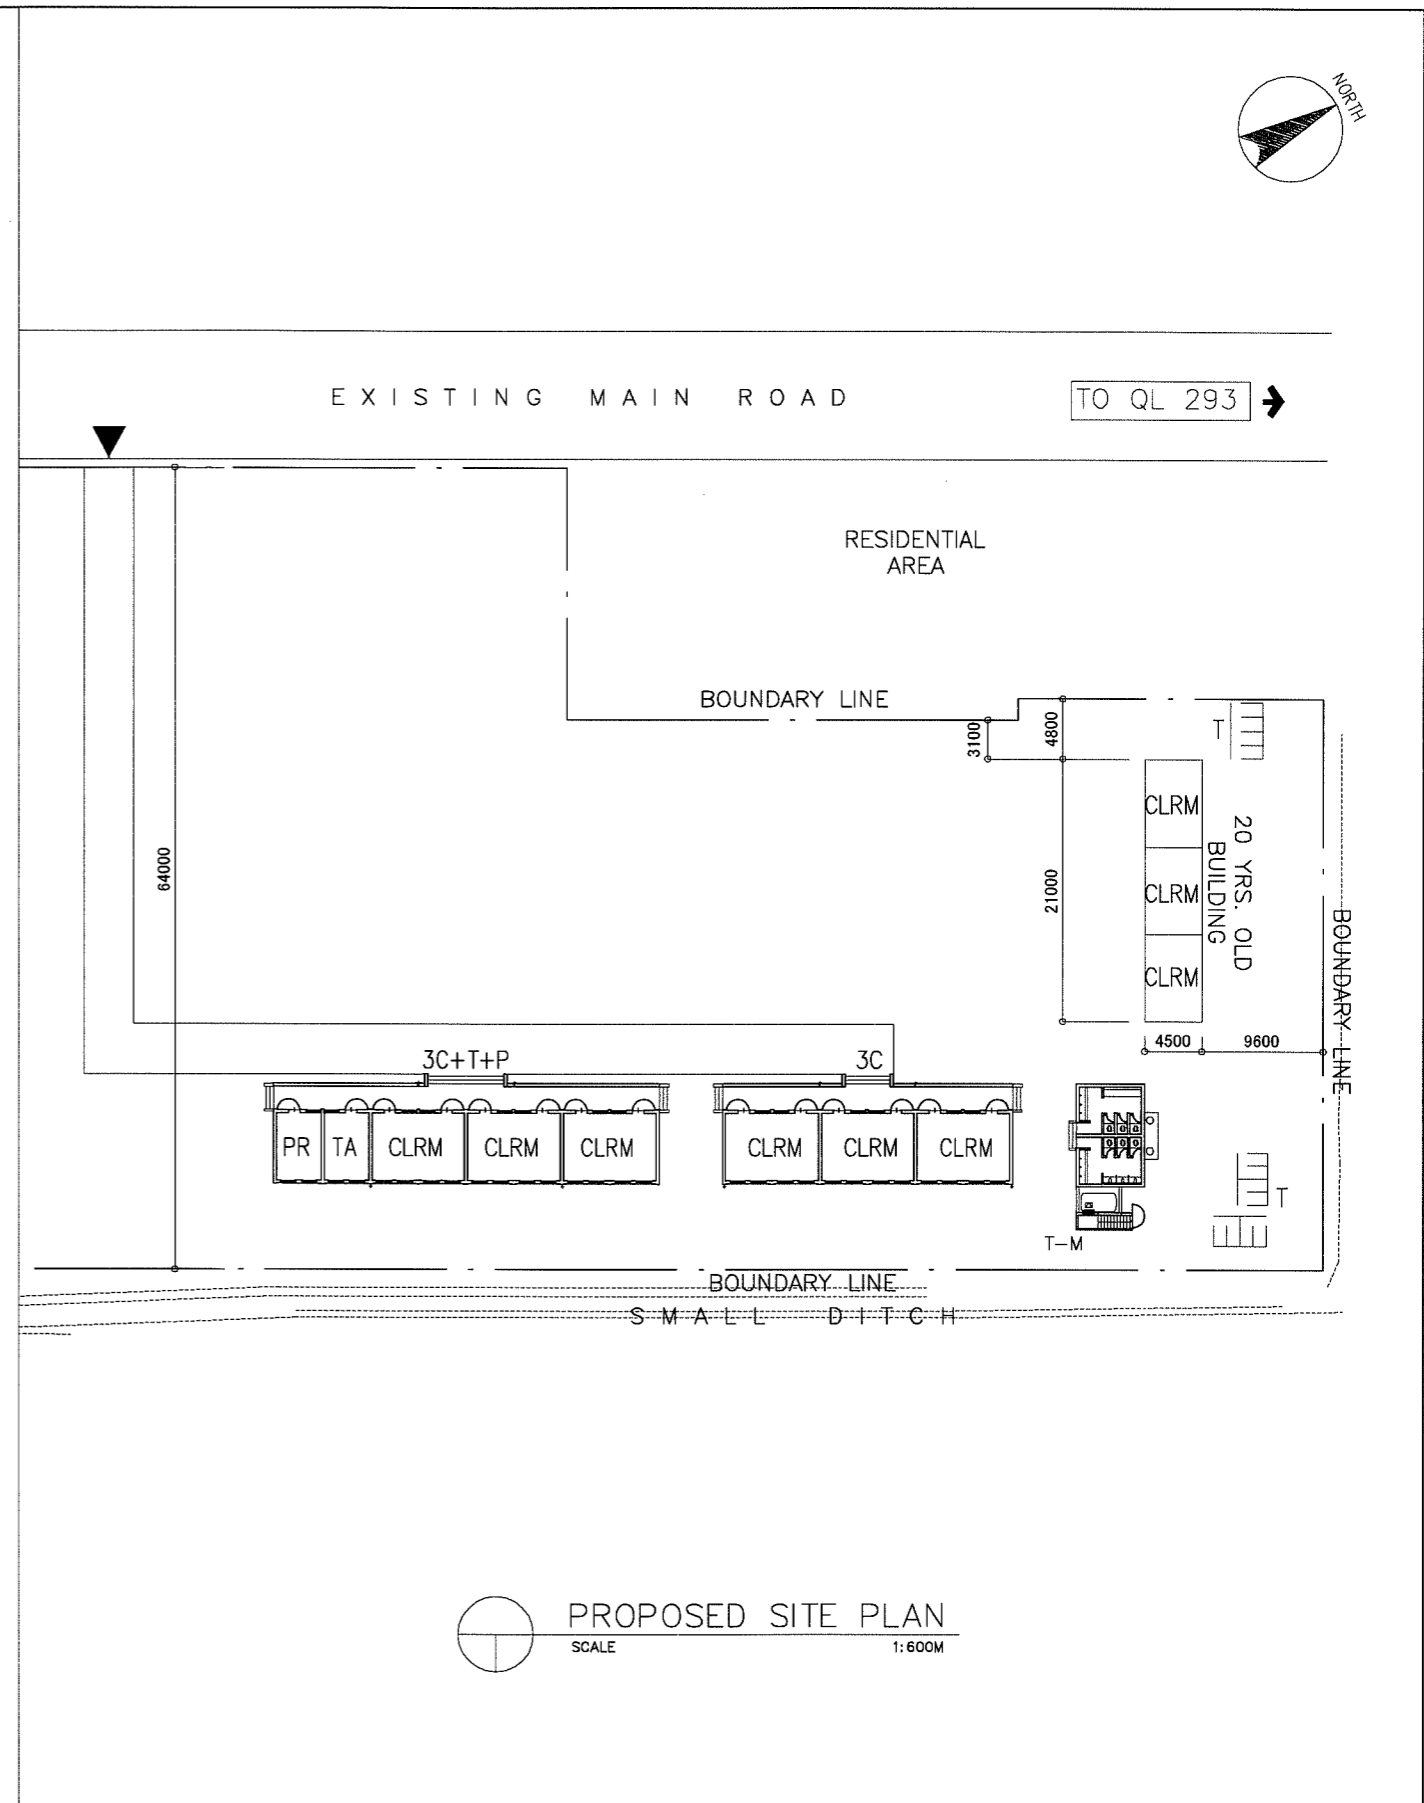 NORTH
EXISTING MAIN ROAD
TO QL 293
RESIDENTIAL
AREA
BOUNDARY LINE
3100
4800
T
CLRM
CLRM
CLRM
20 YRS. OLD
BUILDING
21000
64000
BOUNDARY LINE
4500
9600
3C+T+P
3C
PR
TA
CLRM
CLRM
CLRM
CLRM
CLRM
CLRM
T
T-M
BOUNDARY LINE
SMALL DITCH
PROPOSED SITE PLAN
SCALE
1:600M